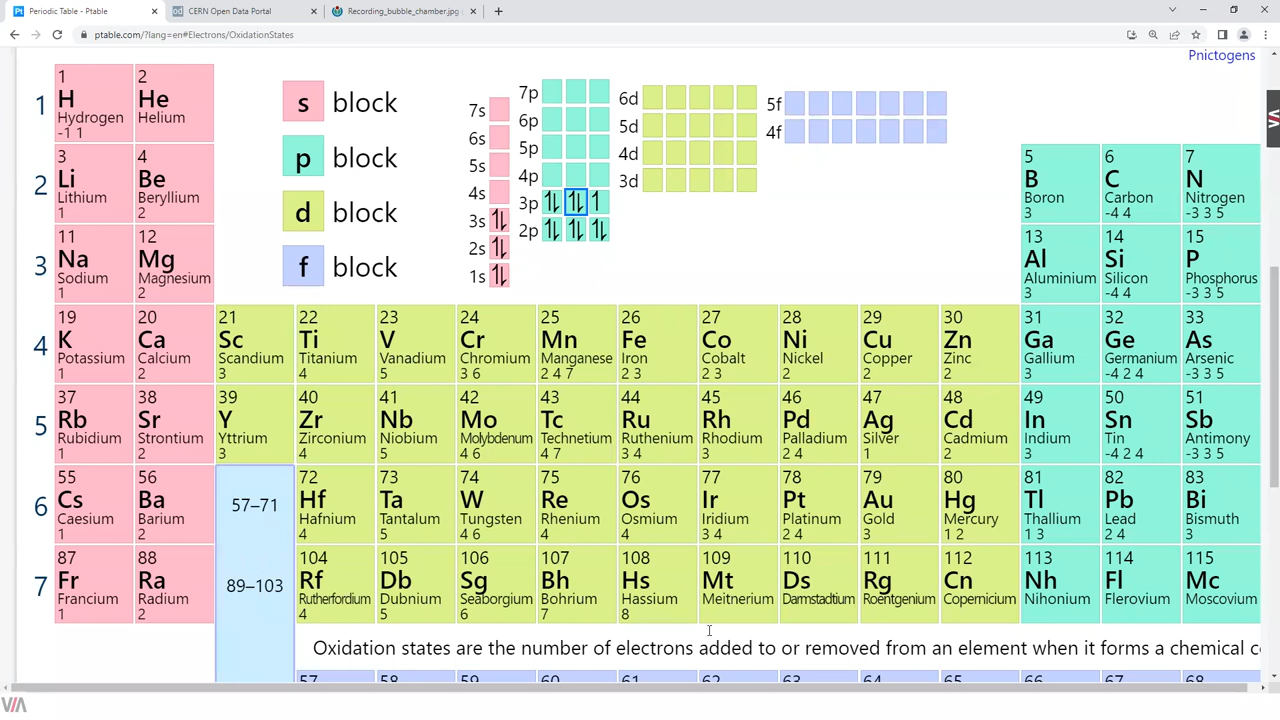 Periodic Table - Ptable
CERN Open Data Portal
Recording_bubble_chamber.jpg
ptable.com/?lang=en#Electrons/OxidationStates
Pnictogens
1 2
1 H He
Hydrogen Helium
-1 1
s block
p block
d block
f block
7s 7p 6d 5f
6s 6p 5d 4f
5s 5p 4d
4s 4p 3d
3s 3p
2s 2p
1s
3 4 5 6 7
2 Li Be B C N
Lithium Beryllium Boron Carbon Nitrogen
1 2 3 -4 4 -3 3 5
11 12 13 14 15
3 Na Mg Al Si P
Sodium Magnesium Aluminium Silicon Phosphorus
1 2 3 -4 4 -3 3 5
19 20 21 22 23 24 25 26 27 28 29 30 31 32 33
4 K Ca Sc Ti V Cr Mn Fe Co Ni Cu Zn Ga Ge As
Potassium Calcium Scandium Titanium Vanadium Chromium Manganese Iron Cobalt Nickel Copper Zinc Gallium Germanium Arsenic
1 2 3 4 5 3 6 2 4 7 2 3 2 3 2 2 2 3 -4 2 4 -3 3 5
37 38 39 40 41 42 43 44 45 46 47 48 49 50 51
5 Rb Sr Y Zr Nb Mo Tc Ru Rh Pd Ag Cd In Sn Sb
Rubidium Strontium Yttrium Zirconium Niobium Molybdenum Technetium Ruthenium Rhodium Palladium Silver Cadmium Indium Tin Antimony
1 2 3 4 5 4 6 4 7 3 4 3 2 4 1 2 3 -4 2 4 -3 3 5
55 56 72 73 74 75 76 77 78 79 80 81 82 83
6 Cs Ba 57–71 Hf Ta W Re Os Ir Pt Au Hg Tl Pb Bi
Caesium Barium Hafnium Tantalum Tungsten Rhenium Osmium Iridium Platinum Gold Mercury Thallium Lead Bismuth
1 2 4 5 4 6 4 4 3 4 2 4 3 1 2 1 3 2 4 3
87 88 104 105 106 107 108 109 110 111 112 113 114 115
7 Fr Ra 89–103 Rf Db Sg Bh Hs Mt Ds Rg Cn Nh Fl Mc
Francium Radium Rutherfordium Dubnium Seaborgium Bohrium Hassium Meitnerium Darmstadtium Roentgenium Copernicium Nihonium Flerovium Moscovium
1 2 4 5 6 7 8
Oxidation states are the number of electrons added to or removed from an element when it forms a chemical
57 58 59 60 61 62 63 64 65 66 67 68
VIA